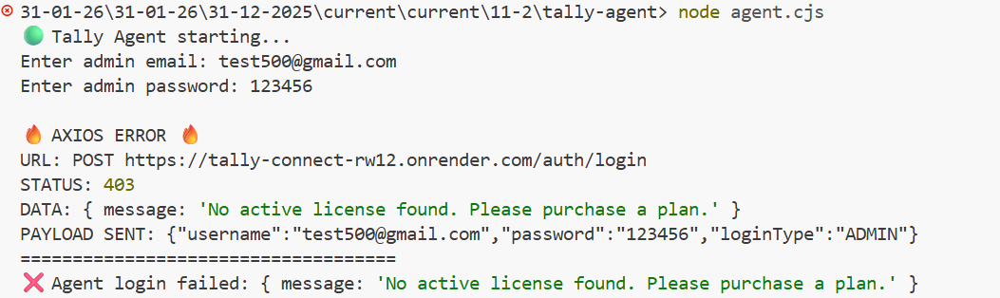 31-01-26\31-01-26\31-12-2025\current\current\11-2\tally-agent> node agent.cjs
Tally Agent starting...
Enter admin email: test500@gmail.com
Enter admin password: 123456
AXIOS ERROR
URL: POST https://tally-connect-rw12.onrender.com/auth/login
STATUS: 403
DATA: { message: 'No active license found. Please purchase a plan.' }
PAYLOAD SENT: {"username":"test500@gmail.com","password":"123456","loginType":"ADMIN"}
====================================
Agent login failed: { message: 'No active license found. Please purchase a plan.' }